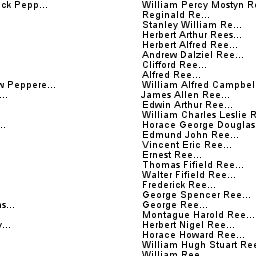 ck Pepp... William Percy Mostyn R
Reginald Re...
Stanley William Re...
Herbert Arthur Rees...
Herbert Alfred Ree...
Andrew Dalziel Ree...
Clifford Ree...
Alfred Ree...
w Peppere... William Alfred Campbel
... James Allen Ree...
Edwin Arthur Ree...
William Charles Leslie R
... Horace George Douglas
Edmund John Ree...
Vincent Eric Ree...
Ernest Ree...
Thomas Fifield Ree...
Walter Fifield Ree...
Frederick Ree...
George Spencer Ree...
s... George Ree...
Montague Harold Ree...
... Herbert Nigel Ree...
Horace Howard Ree...
William Hugh Stuart Ree
William Ree